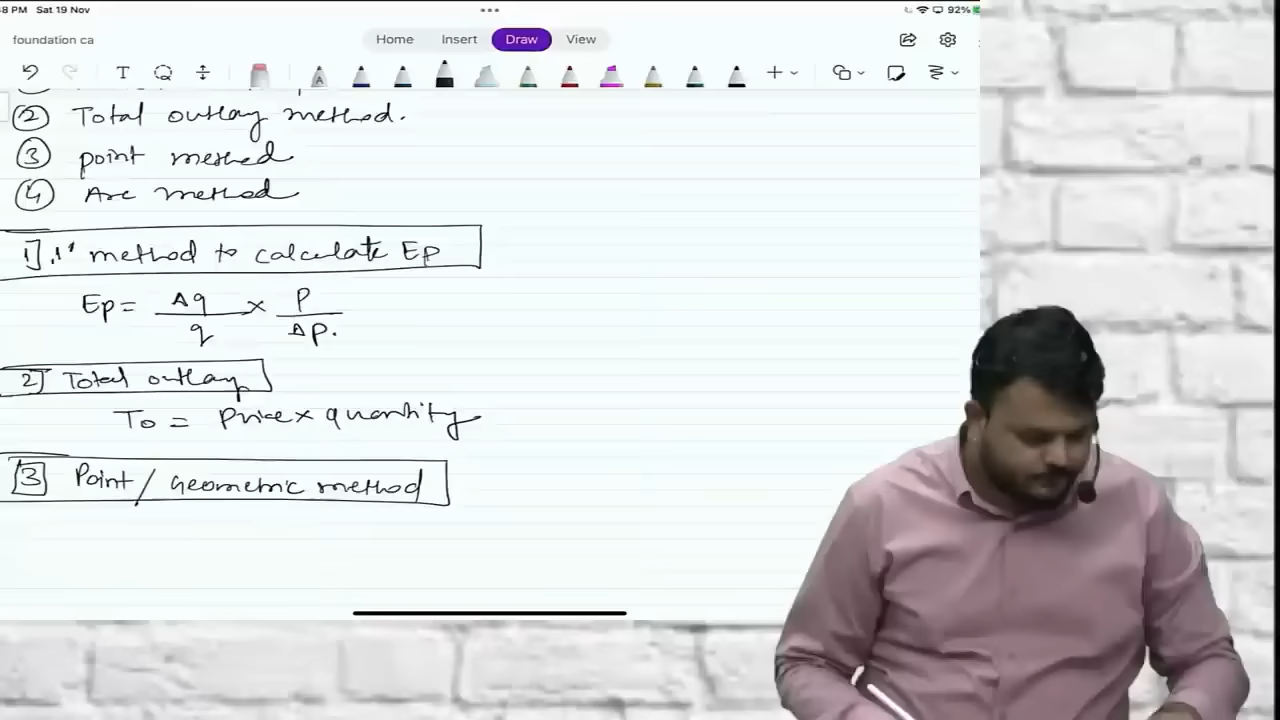 8 PM Sat 19 Nov
92%
foundation ca
Home Insert Draw View
② Total outlay method.
③ point method
④ Arc method
method to calculate Ep
Ep = Δq/q × P/ΔP.
2] Total outlay
To = Price × quantity
3 Point / Geometric method